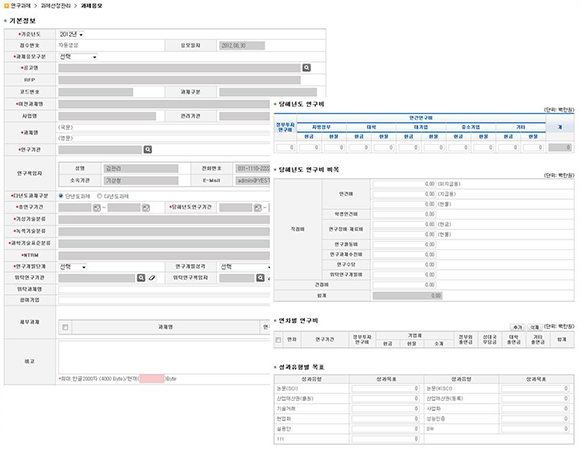 연구과제 > 과제선정관리 > 과제응모
기본정보
*기준년도 2012년
접수번호 자동생성 응모일자 2012.08.30
*과제응모구분 선택
*공고명
RFP
코드번호 과제구분
*이전과제명
사업명 관리기관
*과제명 (국문)
(영문)
*연구기관
연구책임자
성명 전화번호
소속기관 기상청 E-Mail
*다년도과제구분 단년도과제 다년도과제
*총연구기간 ~ *당해년도연구기간 ~
*기상기술분류
*녹색기술분류
*과학기술표준분류
*NTRM
*연구개발단계 선택 연구개발성격 선택
위탁연구기관 위탁연구책임자
위탁과제명
참여기업
세부과제
과제명
비고
*최대 한글2000자 (4000 Byte)/현재( )Byte
당해년도 연구비
(단위: 백만원)
정부투자 연구비 민간연구비 계
지방정부 대학 대기업 중소기업 기타
현금 현물 현금 현물 현금 현물 현금 현물 현금 현물
0 0 0 0 0 0 0 0 0 0 0 0
당해년도 연구비 비목
(단위: 백만원)
직접비
인건비
0.00 (미지급용)
0.00 (지급용)
0.00 (현물)
학생인건비 0.00
연구장비·재료비 0.00 (현금)
0.00 (현물)
연구활동비 0.00
연구과제추진비 0.00
연구수당 0.00
위탁연구개발비 0.00
간접비 0.00
합계 0.00
연차별 연구비
추가 삭제 (단위: 백만원)
연차 연구기간 정부투자 연구비 기업체 정부외 출연금 상대국 부담금 대학 출연금 기타 출연금 합계
현금 현물 소계
성과유형별 목표
성과유형 성과목표 성과유형 성과목표
논문(SCI) 0 논문(비SCI) 0
산업재산권(출원) 0 산업재산권(등록) 0
기술거래 0 사업화 0
현업화 0 성능인증 0
실용안 0 SW 0
111 0